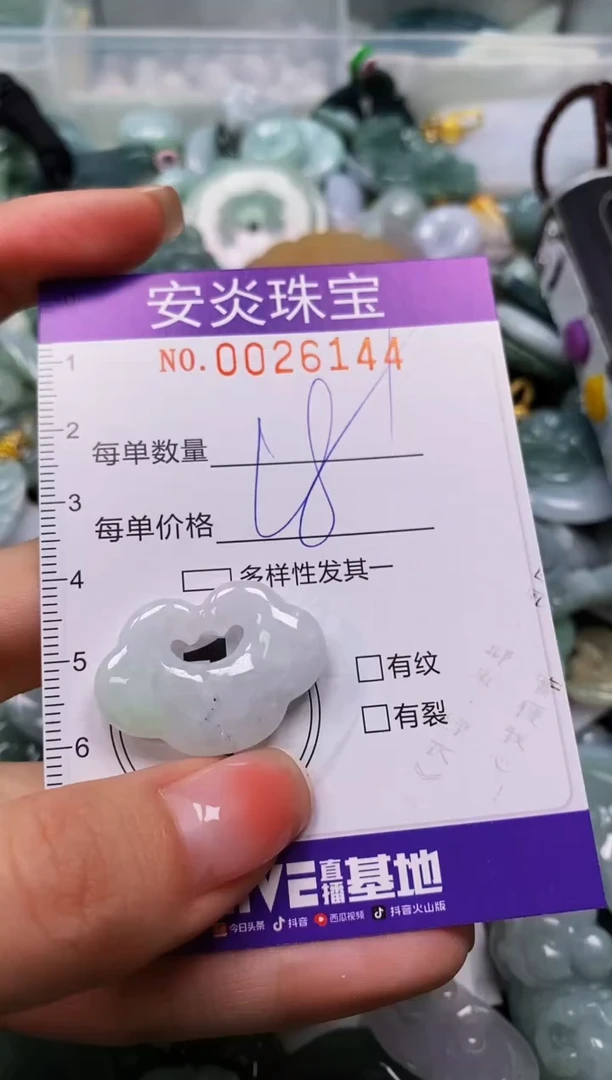 安炎珠宝
NO.0026144
1
2
每单数量
3
每单价格
18
4
多样性发其一
5
有纹
有裂
6
直播基地
今日头条 抖音 西瓜视频 抖音火山版